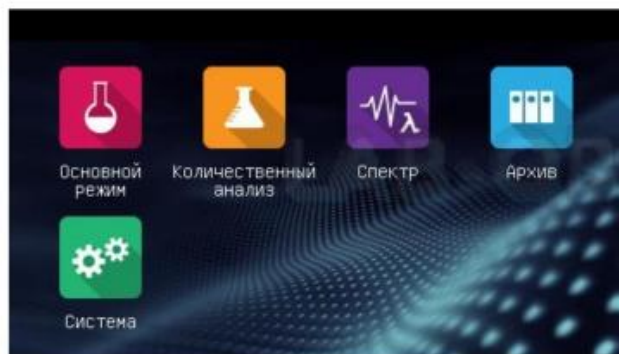 λ
Основной
режим
Количественный
анализ
Спектр
Архив
Система